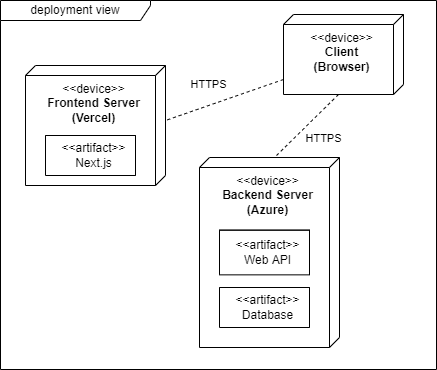 deployment view
<<device>>
Client
(Browser)
HTTPS
<<device>>
Frontend Server
(Vercel)
<<artifact>>
Next.js
HTTPS
<<device>>
Backend Server
(Azure)
<<artifact>>
Web API
<<artifact>>
Database